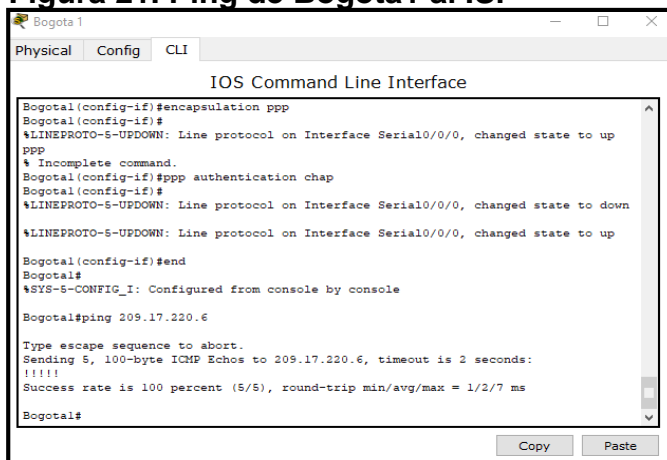 Figura 21. Ping de Bogotá1 al ISP
Bogota 1
Physical Config CLI
IOS Command Line Interface
Bogota1(config-if)#encapsulation ppp
Bogota1(config-if)#
%LINEPROTO-5-UPDOWN: Line protocol on Interface Serial0/0/0, changed state to up
ppp
% Incomplete command.
Bogota1(config-if)#ppp authentication chap
Bogota1(config-if)#
%LINEPROTO-5-UPDOWN: Line protocol on Interface Serial0/0/0, changed state to down
%LINEPROTO-5-UPDOWN: Line protocol on Interface Serial0/0/0, changed state to up
Bogota1(config-if)#end
Bogota1#
%SYS-5-CONFIG_I: Configured from console by console
Bogota1#ping 209.17.220.6
Type escape sequence to abort.
Sending 5, 100-byte ICMP Echos to 209.17.220.6, timeout is 2 seconds:
!!!!!
Success rate is 100 percent (5/5), round-trip min/avg/max = 1/2/7 ms
Bogota1#
Copy Paste